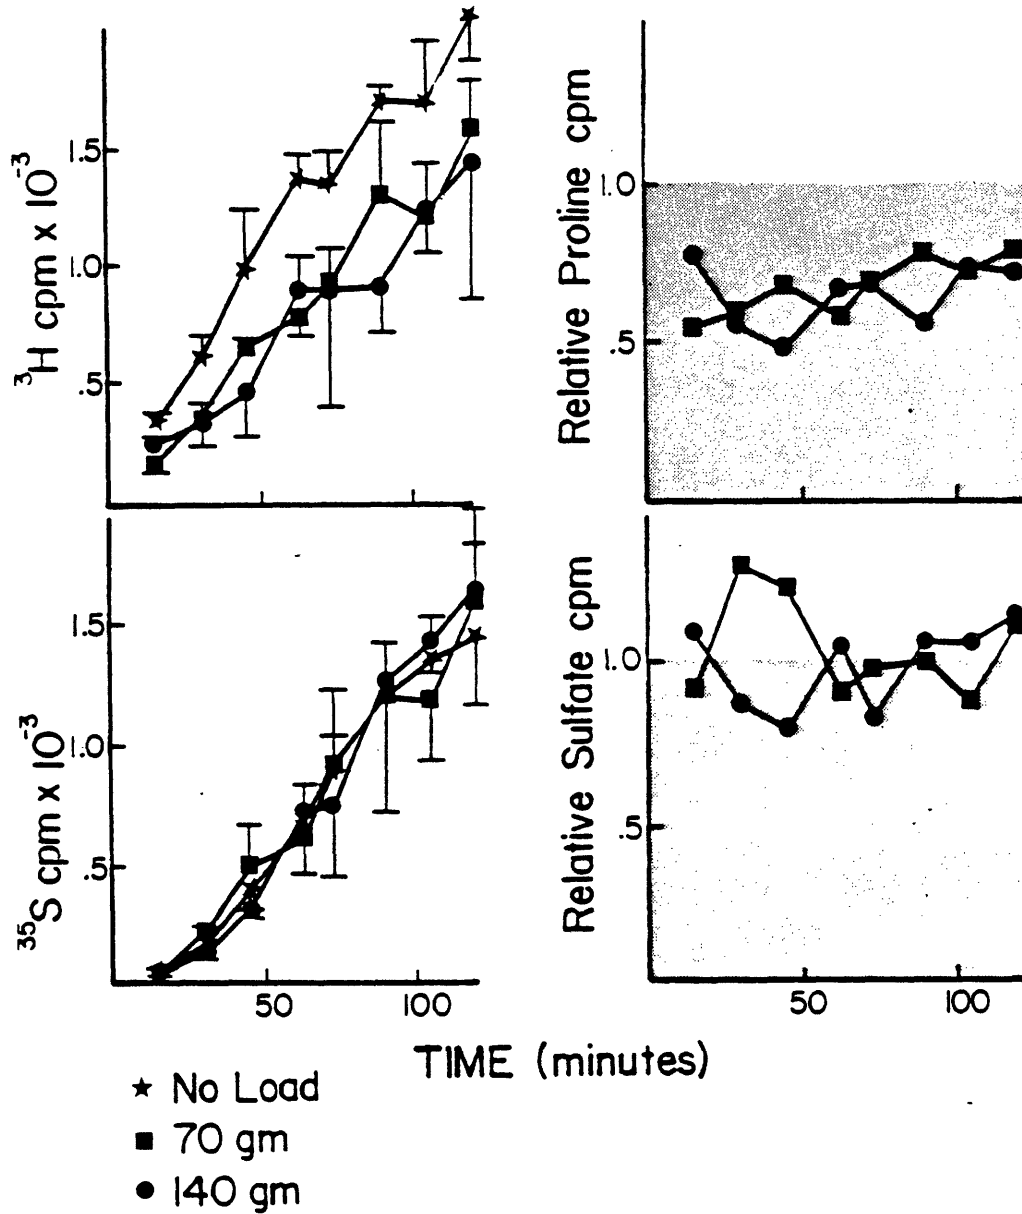 ³H cpm x 10⁻³
1.5
1.0
.5
Relative Proline cpm
1.0
.5
³⁵S cpm x 10⁻³
1.5
1.0
.5
50
100
Relative Sulfate cpm
1.0
.5
50
100
TIME (minutes)
★ No Load
■ 70 gm
● 140 gm